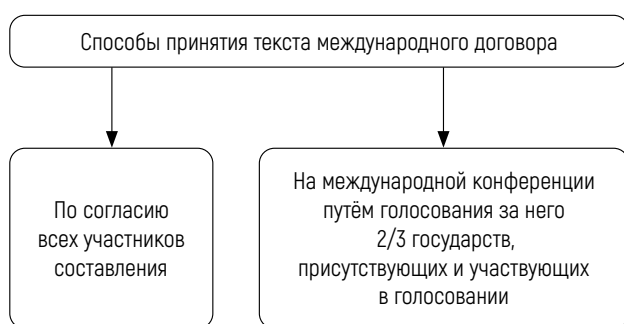 Способы принятия текста международного договора
По согласию
всех участников
составления
На международной конференции
путём голосования за него
2/3 государств,
присутствующих и участвующих
в голосовании